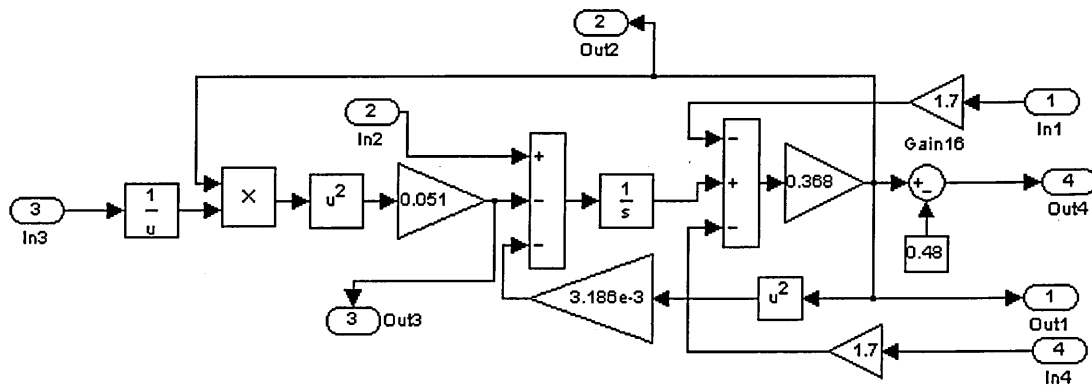 2
Out2
1.7
1
In1
Gain16
2
In2
+
-
-
-
+
-
0.368
+
-
4
Out4
0.48
3
In3
1
u
×
u²
0.051
1
s
3.186e-3
u²
1
Out1
3
Out3
1.7
4
In4